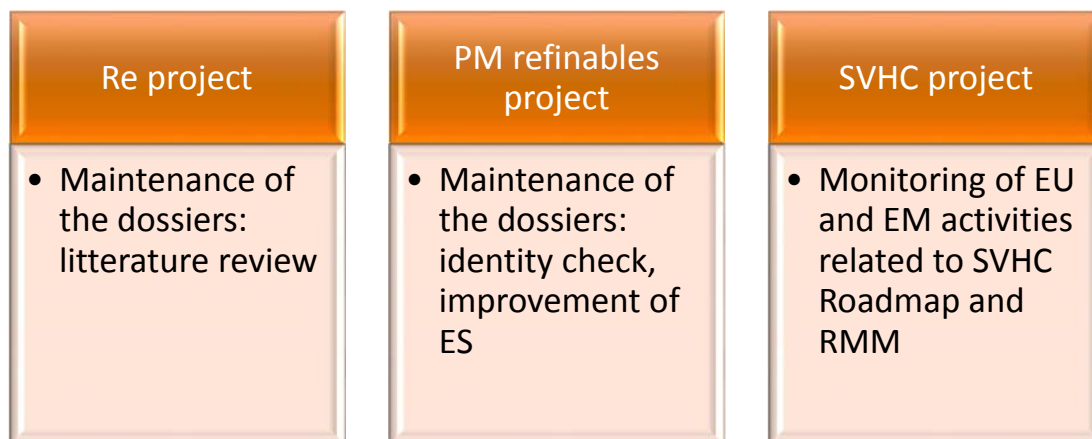 Re project
• Maintenance of
the dossiers:
litterature review
PM refinables
project
• Maintenance of
the dossiers:
identity check,
improvement of
ES
SVHC project
• Monitoring of EU
and EM activities
related to SVHC
Roadmap and
RMM